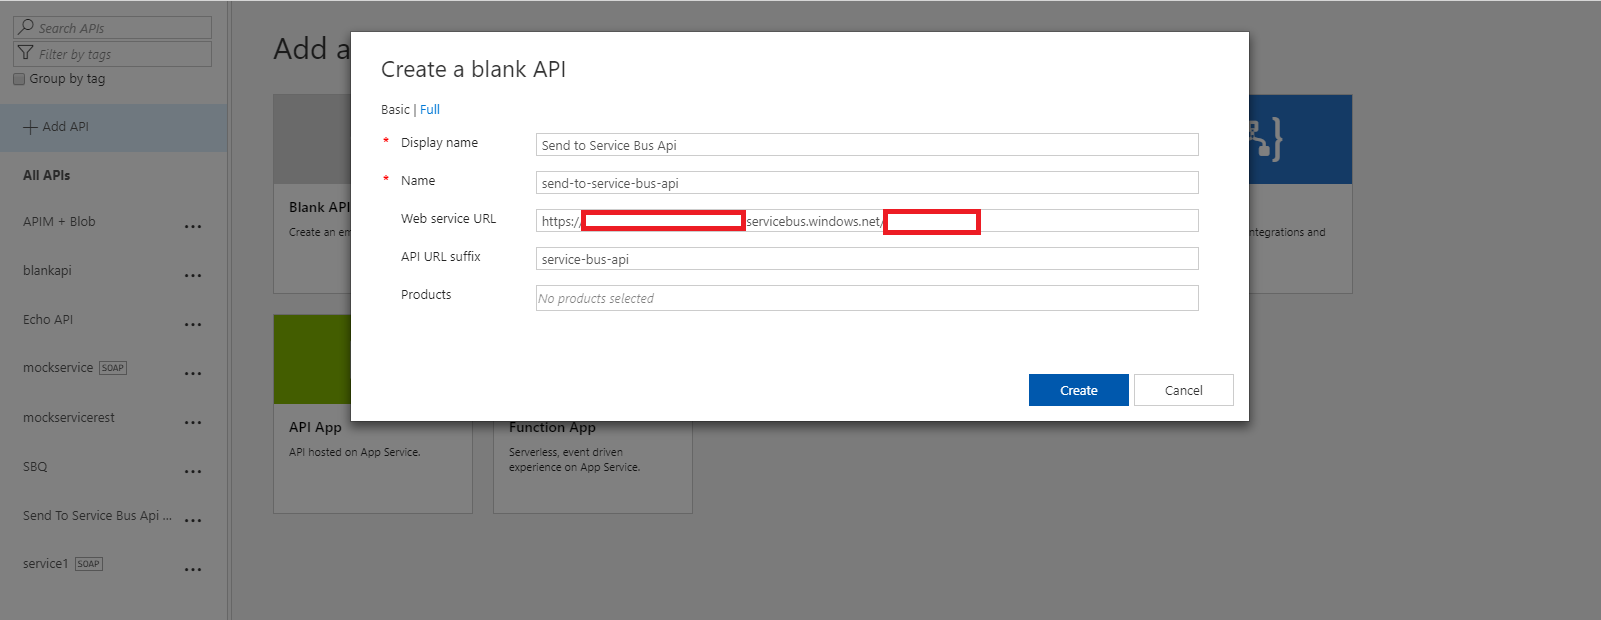 Search APIs
Filter by tags
Group by tag
Add API
All APIs
APIM + Blob
...
blankapi
...
Echo API
...
mockservice SOAP
...
mockservicerest
...
SBQ
...
Send To Service Bus Api ...
...
service1 SOAP
...
Add a
Blank API
Create an em
ntegrations and
API App
API hosted on App Service.
Function App
Serverless, event driven
experience on App Service.
Create a blank API
Basic | Full
* Display name
Send to Service Bus Api
* Name
send-to-service-bus-api
Web service URL
https:// servicebus.windows.net/
API URL suffix
service-bus-api
Products
No products selected
Create
Cancel